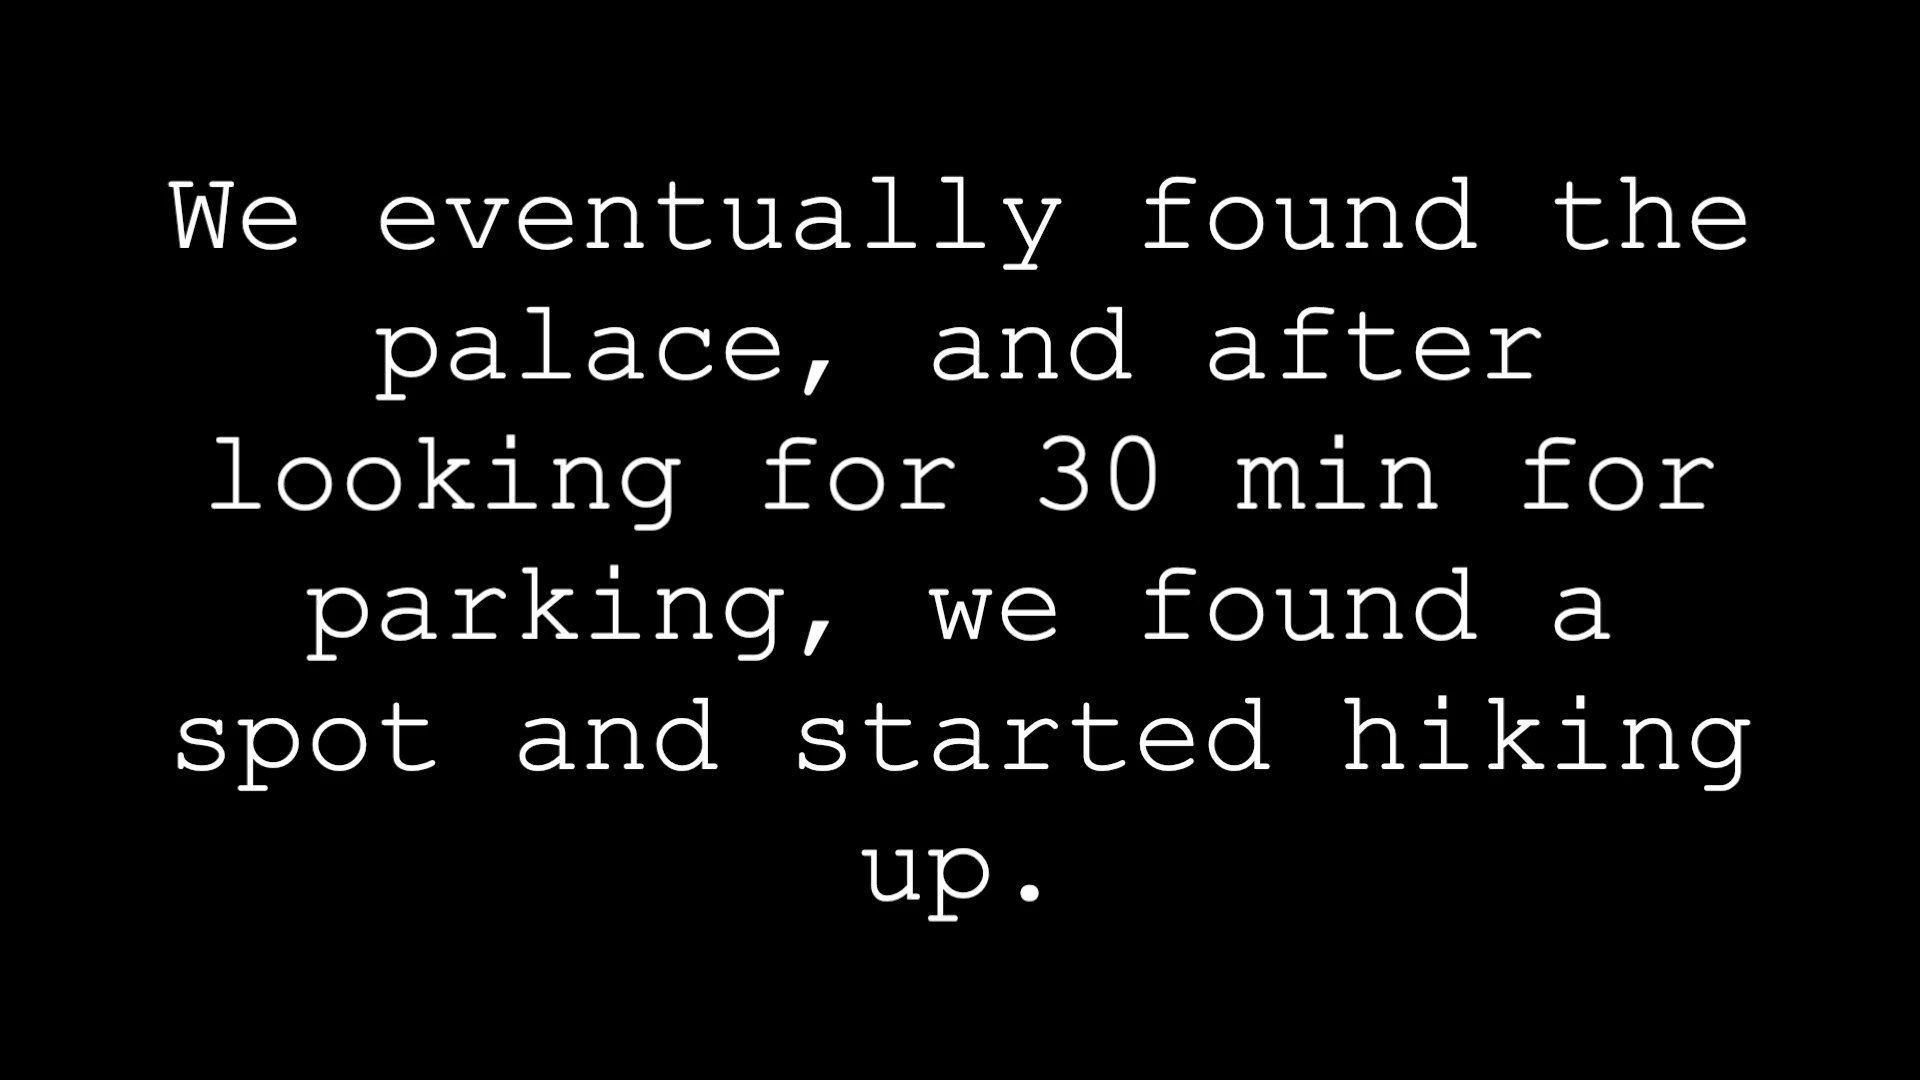 We eventually found the
palace, and after
looking for 30 min for
parking, we found a
spot and started hiking
up.